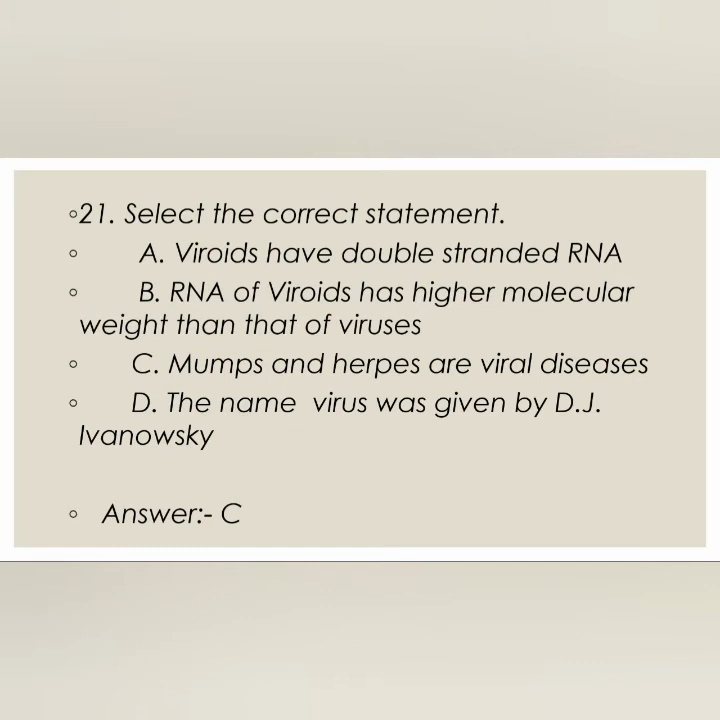 ◦21. Select the correct statement.
◦ A. Viroids have double stranded RNA
◦ B. RNA of Viroids has higher molecular
weight than that of viruses
◦ C. Mumps and herpes are viral diseases
◦ D. The name virus was given by D.J.
Ivanowsky
◦ Answer:- C